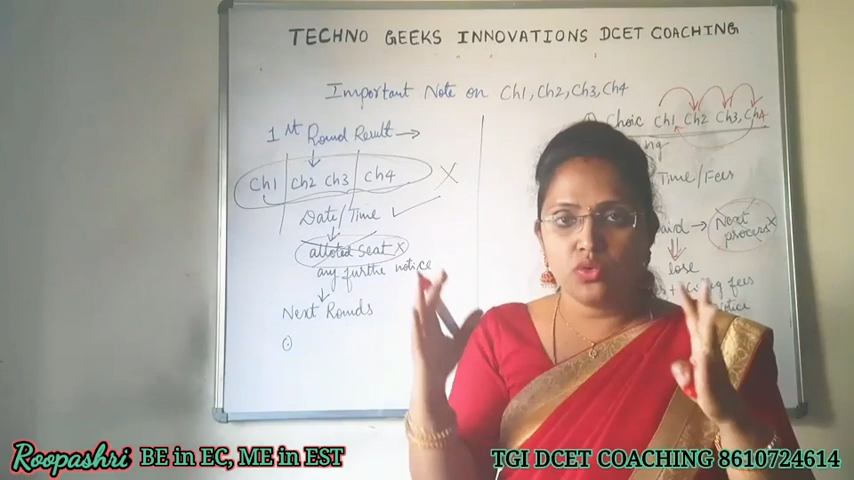 TECHNO GEEKS INNOVATIONS DCET COACHING
Important Note on Ch1, Ch2, Ch3, Ch4
1st Round Result →
Ch1 Ch2 Ch3 Ch4 X
Date/Time ✓
alloted Seat X
any furthe notice
Next Rounds
Choic Ch1 Ch2 Ch3 Ch4
Time/Fees
→ Next process X
lose
fees
Roopashri BE in EC, ME in EST
TGI DCET COACHING 8610724614